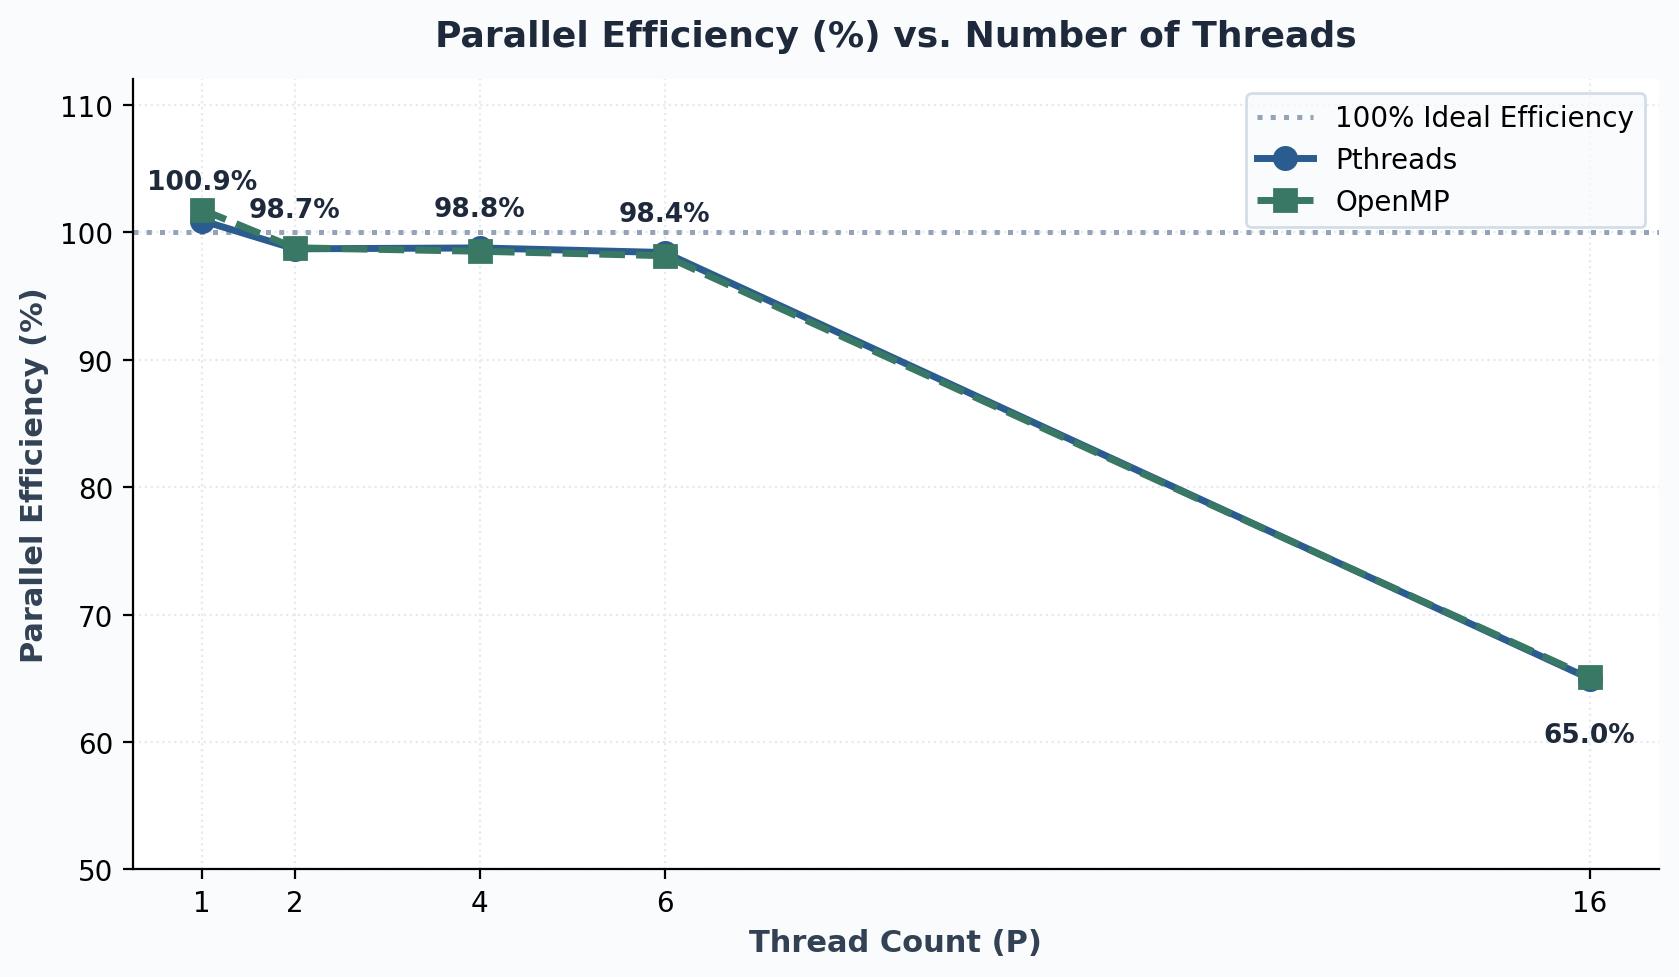 Parallel Efficiency (%) vs. Number of Threads
110
100
90
80
70
60
50
Parallel Efficiency (%)
100.9%
98.7%
98.8%
98.4%
65.0%
100% Ideal Efficiency
Pthreads
OpenMP
1 2 4 6 16
Thread Count (P)